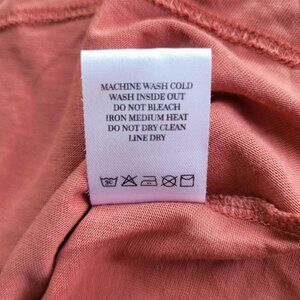 MACHINE WASH COLD
WASH INSIDE OUT
DO NOT BLEACH
IRON MEDIUM HEAT
DO NOT DRY CLEAN
LINE DRY